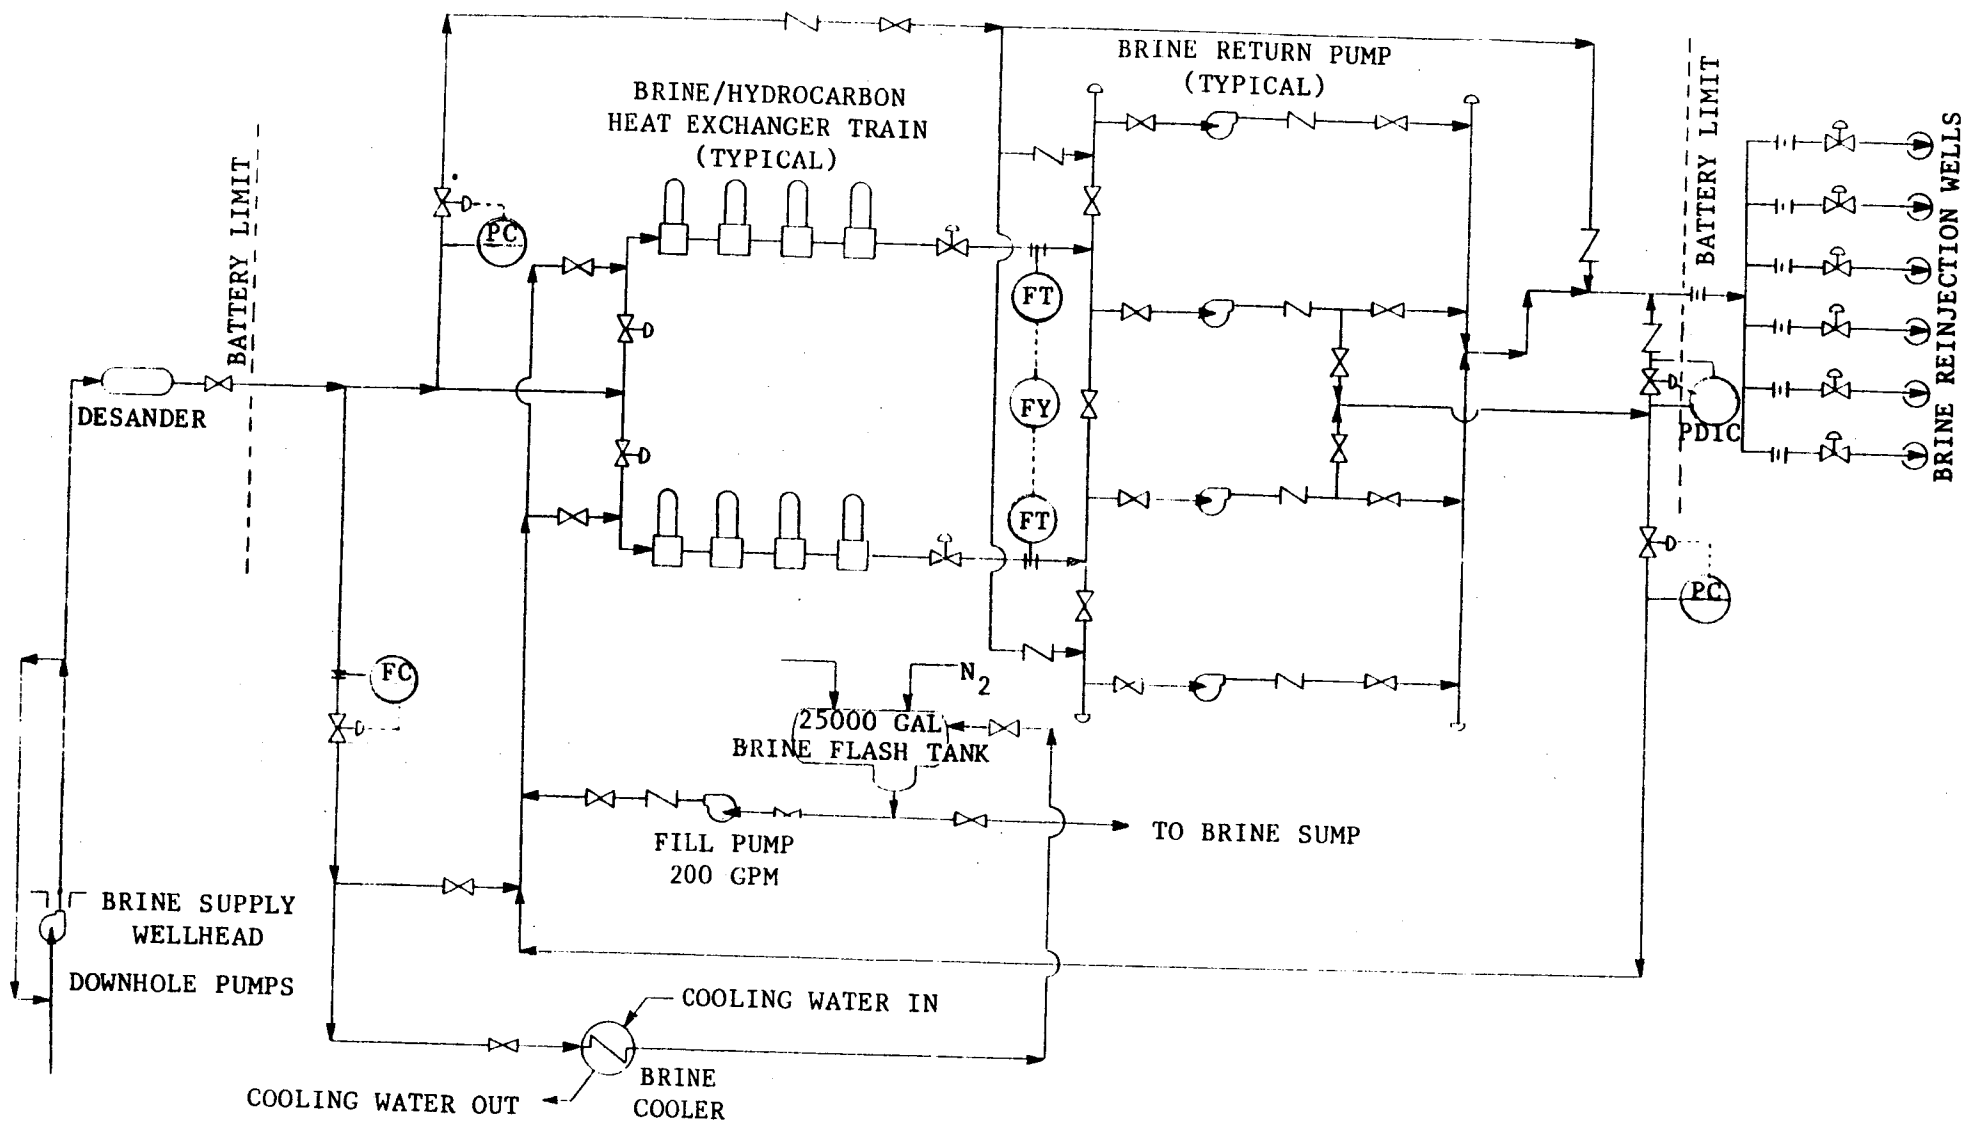 BRINE RETURN PUMP
(TYPICAL)
BRINE/HYDROCARBON
HEAT EXCHANGER TRAIN
(TYPICAL)
BATTERY LIMIT
BATTERY LIMIT
BRINE REINJECTION WELLS
PC
FT
FY
FT
DESANDER
PDIC
PC
FC
N2
25000 GAL
BRINE FLASH TANK
FILL PUMP
200 GPM
TO BRINE SUMP
BRINE SUPPLY
WELLHEAD
DOWNHOLE PUMPS
COOLING WATER IN
BRINE
COOLER
COOLING WATER OUT